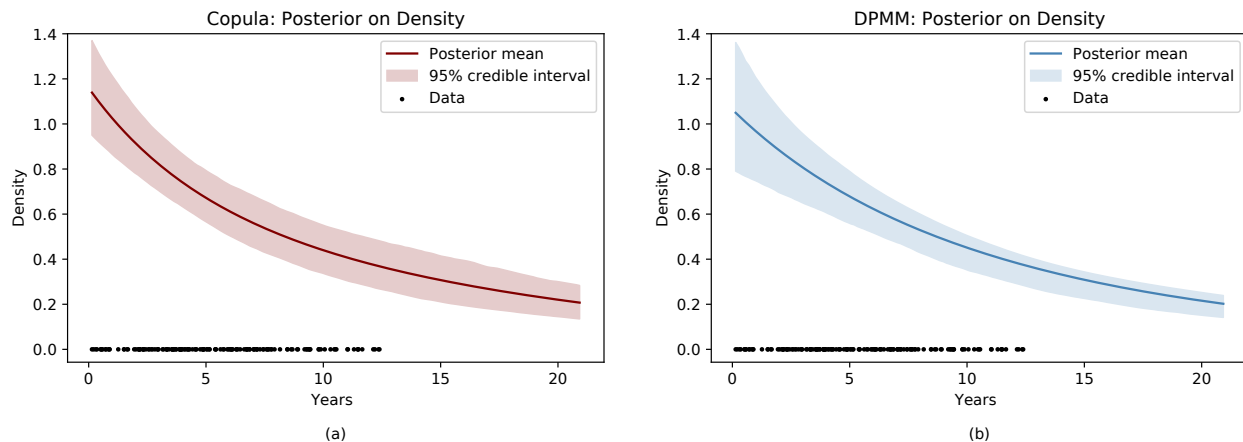 Copula: Posterior on Density
1.4
1.2
1.0
0.8
0.6
0.4
0.2
0.0
Density
Posterior mean
95% credible interval
Data
0 5 10 15 20
Years
(a)
DPMM: Posterior on Density
1.4
1.2
1.0
0.8
0.6
0.4
0.2
0.0
Density
Posterior mean
95% credible interval
Data
0 5 10 15 20
Years
(b)